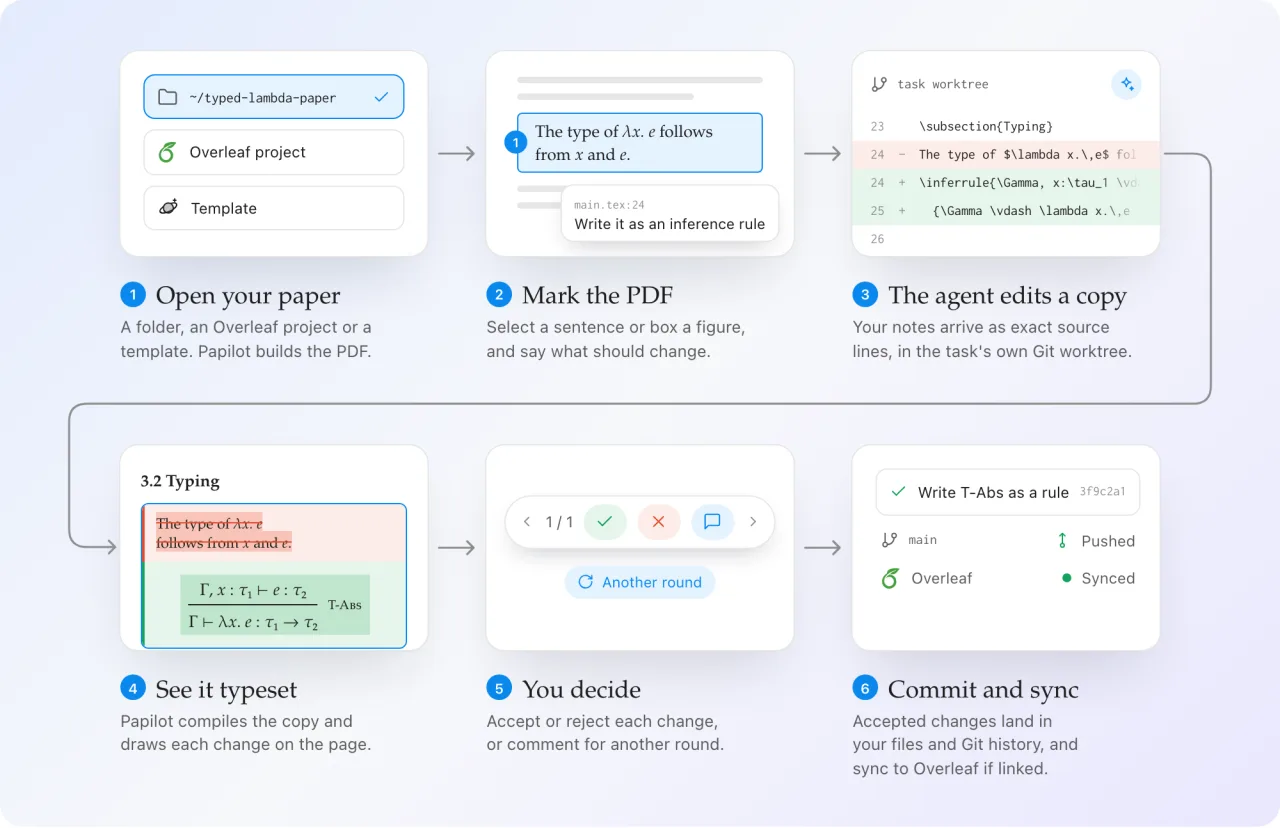 ~/typed-lambda-paper
Overleaf project
Template
1 Open your paper
A folder, an Overleaf project or a
template. Papilot builds the PDF.
1
The type of λx. e follows
from x and e.
main.tex:24
Write it as an inference rule
2 Mark the PDF
Select a sentence or box a figure,
and say what should change.
task worktree
23 \subsection{Typing}
24 - The type of $\lambda x.\,e$ fol
24 + \inferrule{\Gamma, x:\tau_1 \vd
25 + {\Gamma \vdash \lambda x.\,e
26
3 The agent edits a copy
Your notes arrive as exact source
lines, in the task's own Git worktree.
3.2 Typing
The type of λx. e
follows from x and e.
Γ, x : τ₁ ⊢ e : τ₂
T-Abs
Γ ⊢ λx. e : τ₁ → τ₂
4 See it typeset
Papilot compiles the copy and
draws each change on the page.
1 / 1
Another round
5 You decide
Accept or reject each change,
or comment for another round.
Write T-Abs as a rule 3f9c2a1
main Pushed
Overleaf Synced
6 Commit and sync
Accepted changes land in
your files and Git history, and
sync to Overleaf if linked.